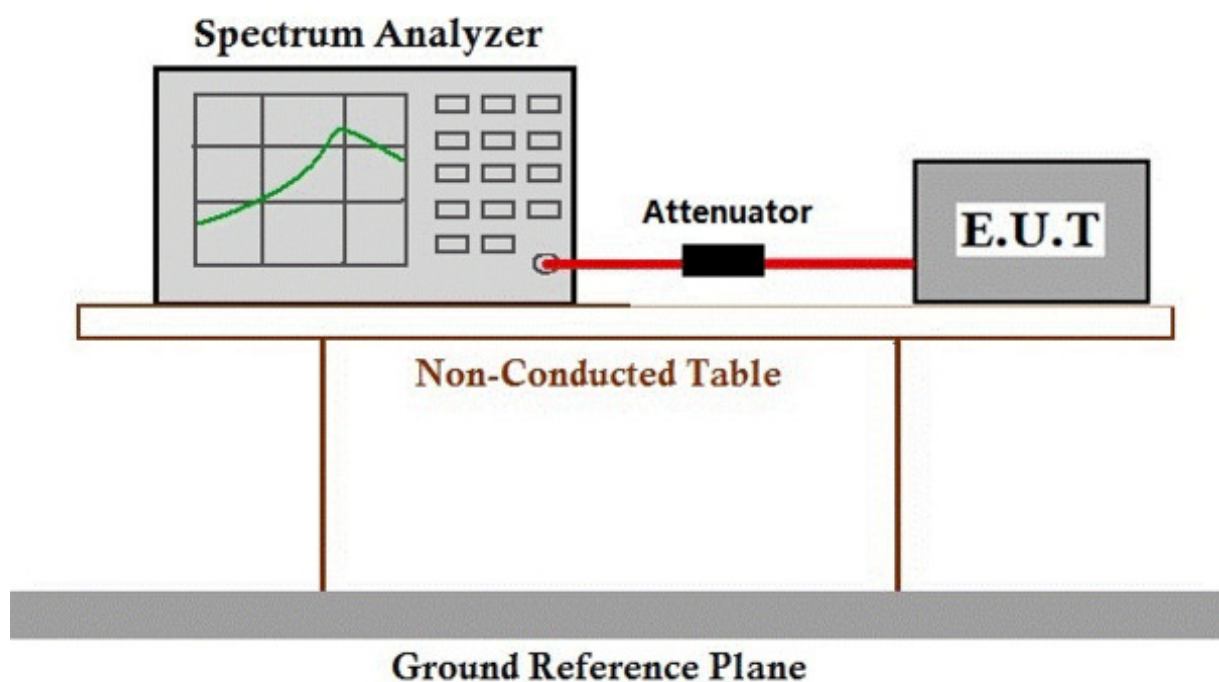 Spectrum Analyzer
Attenuator
E.U.T
Non-Conducted Table
Ground Reference Plane